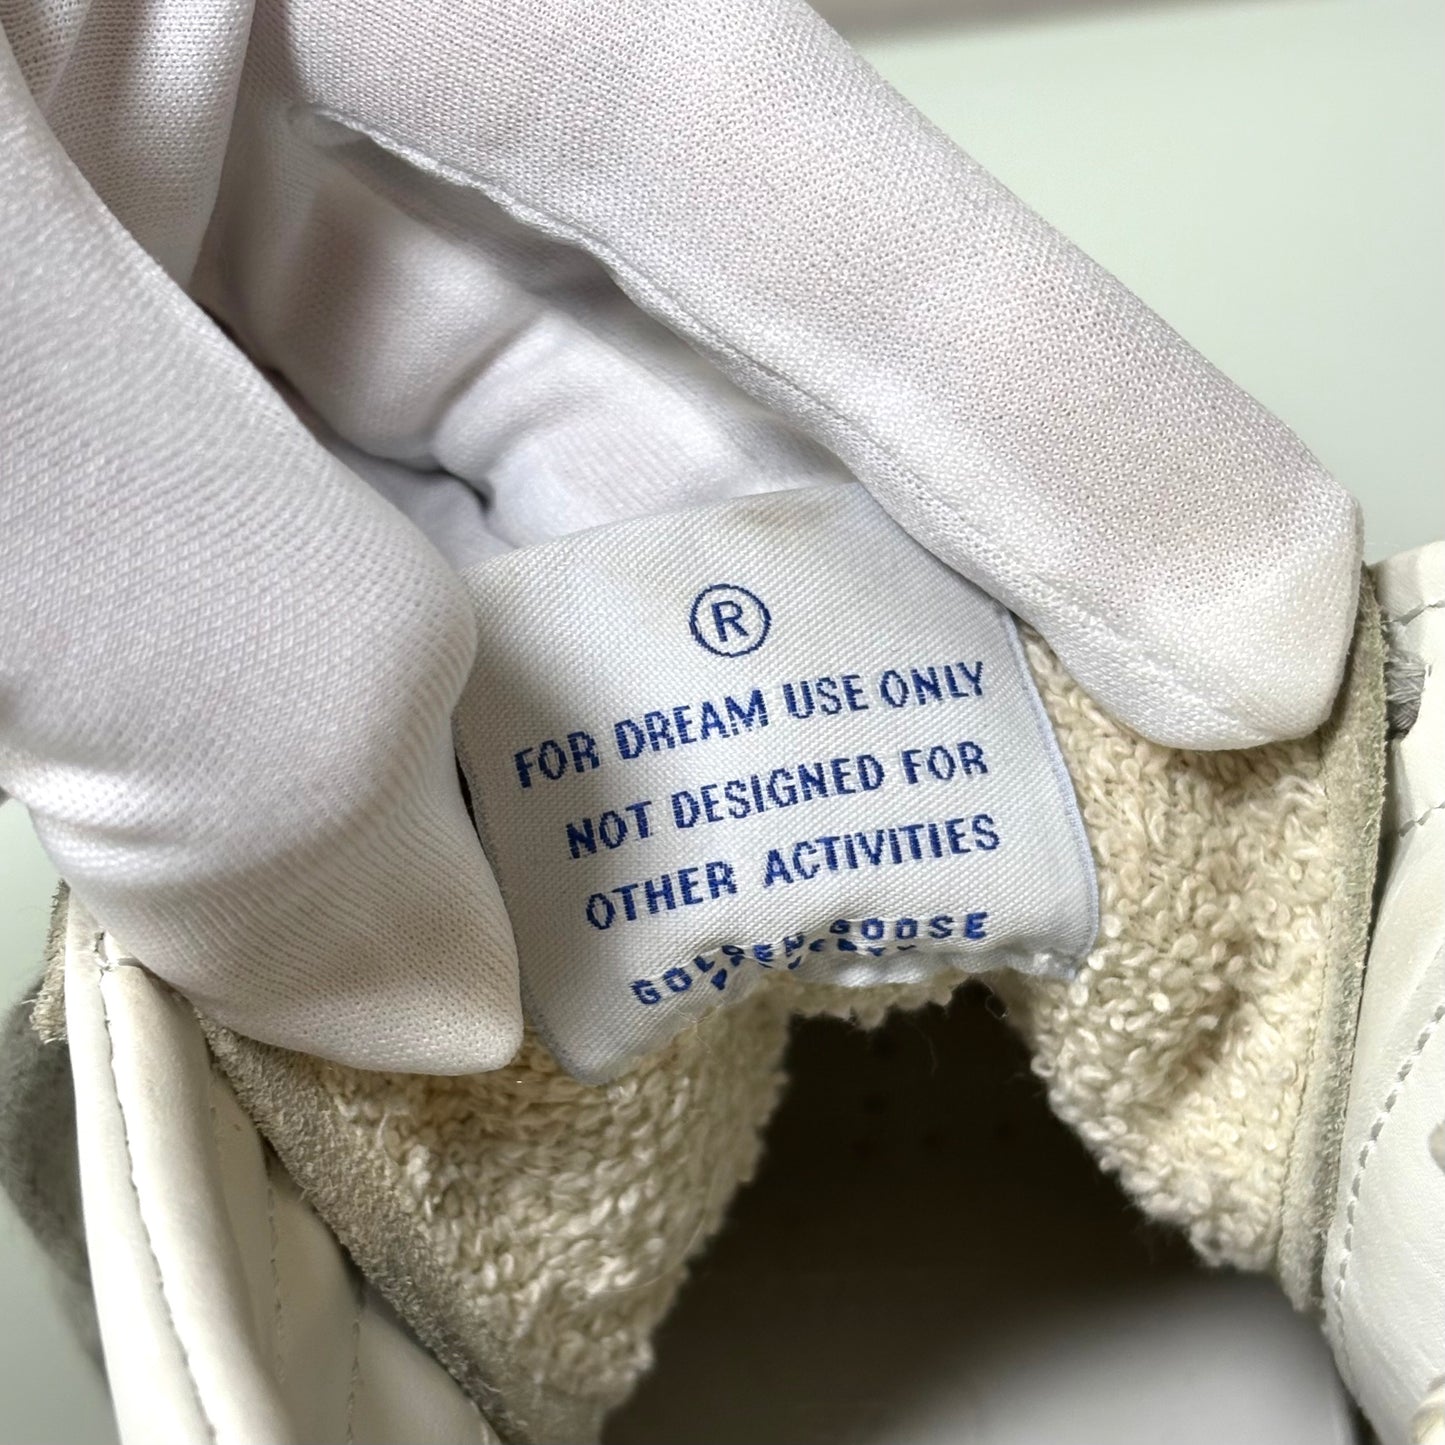 ®
FOR DREAM USE ONLY
NOT DESIGNED FOR
OTHER ACTIVITIES
GOLDEN GOOSE